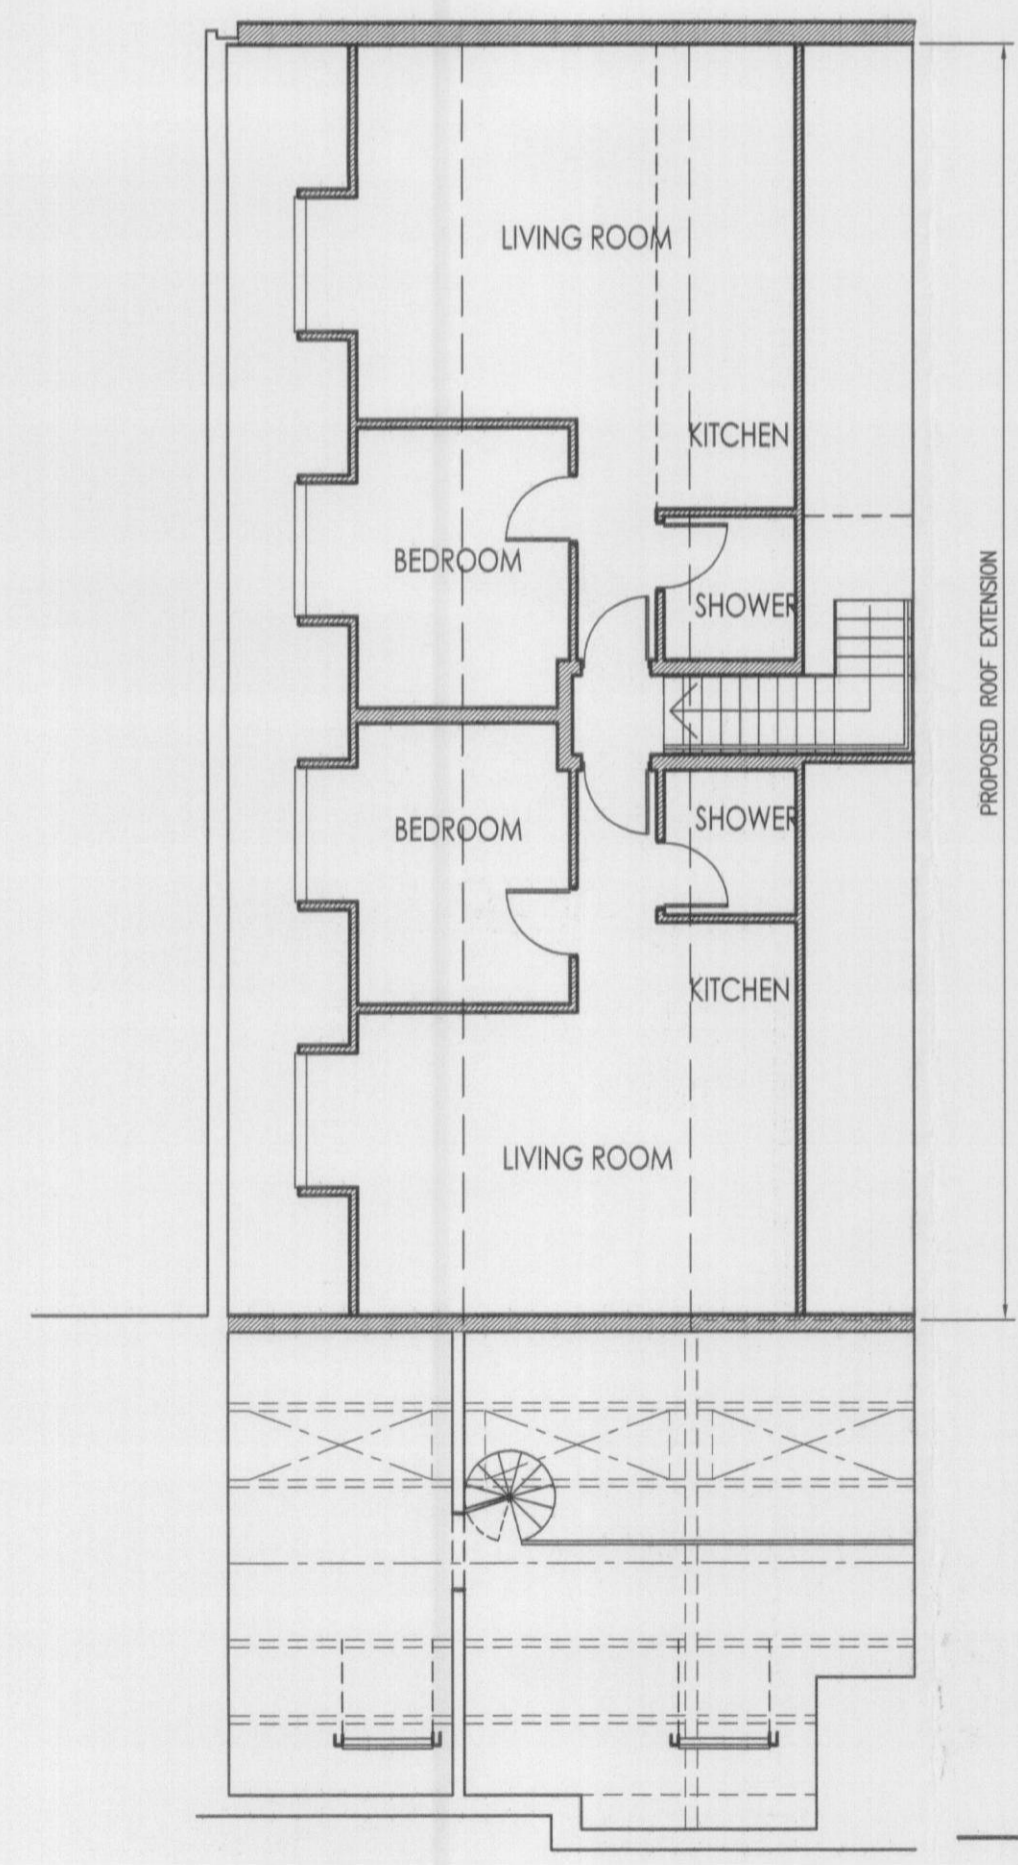 LIVING ROOM
KITCHEN
BEDROOM
SHOWER
PROPOSED ROOF EXTENSION
BEDROOM
SHOWER
KITCHEN
LIVING ROOM